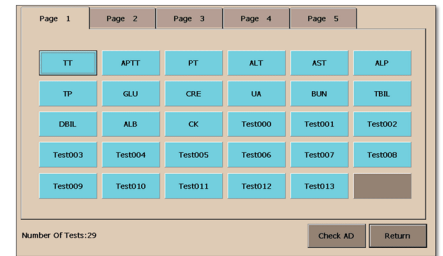 Page 1 Page 2 Page 3 Page 4 Page 5
TT APTT PT ALT AST ALP
TP GLU CRE UA BUN TBIL
DBIL ALB CK Test000 Test001 Test002
Test003 Test004 Test005 Test006 Test007 Test008
Test009 Test010 Test011 Test012 Test013
Number Of Tests:29 Check AD Return